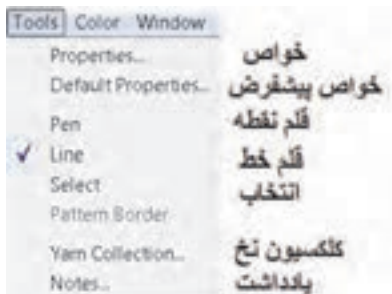 Tools Color Window
Properties... خواص
Default Properties... خواص پیشفرض
Pen قلم نقطه
✓ Line قلم خط
Select انتخاب
Pattern Border
Yarn Collection... کلکسیون نخ
Notes... یادداشت